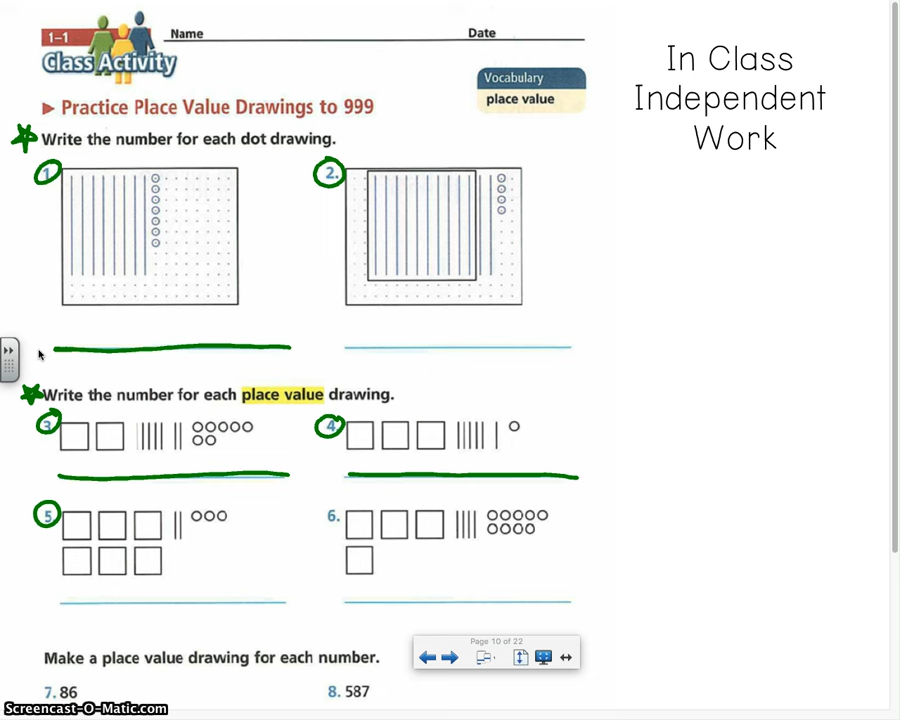 1–1
Name
Date
Class Activity
Vocabulary
place value
In Class
Independent
Work
▶ Practice Place Value Drawings to 999
Write the number for each dot drawing.
1.
2.
Write the number for each place value drawing.
3.
4.
5.
6.
Page 10 of 22
Make a place value drawing for each number.
7. 86
8. 587
Screencast-O-Matic.com